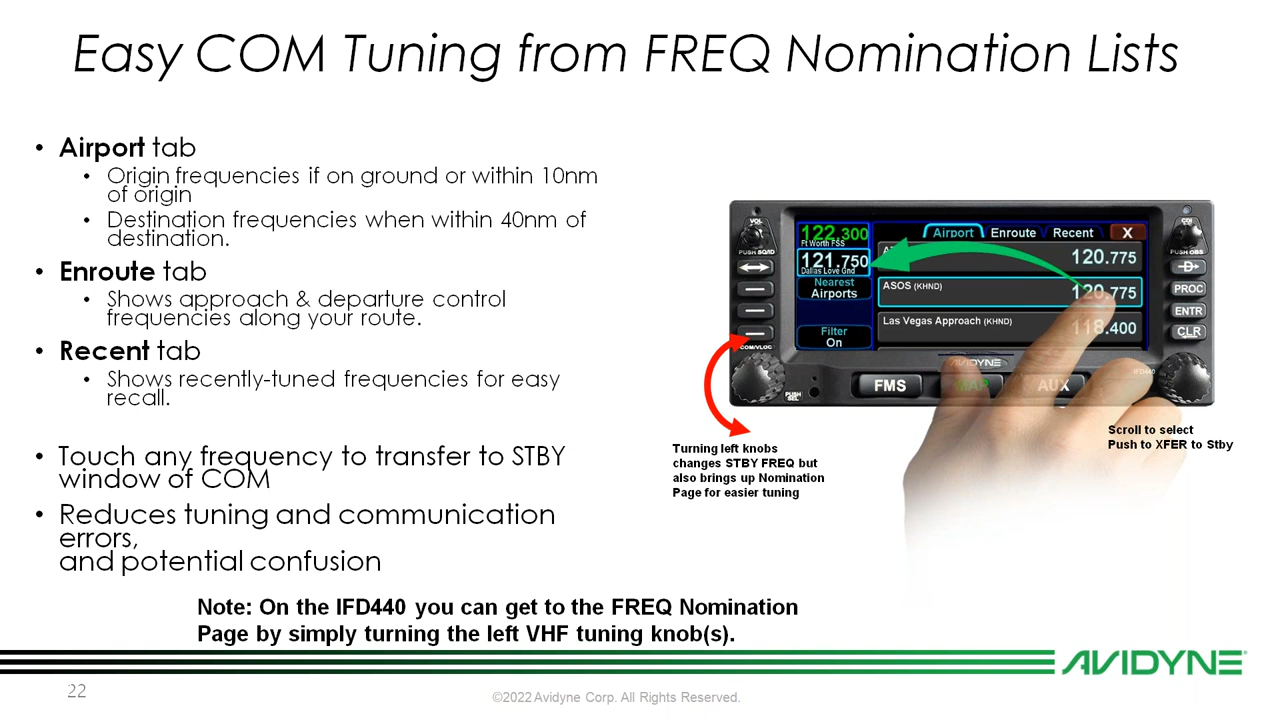 Easy COM Tuning from FREQ Nomination Lists
• Airport tab
• Origin frequencies if on ground or within 10nm
of origin
• Destination frequencies when within 40nm of
destination.
• Enroute tab
• Shows approach & departure control
frequencies along your route.
• Recent tab
• Shows recently-tuned frequencies for easy
recall.
• Touch any frequency to transfer to STBY
window of COM
• Reduces tuning and communication
errors,
and potential confusion
VOL
PUSH SQ/ID
122.300
Ft Worth FSS
121.750
Dallas Love Gnd
Nearest
Airports
Filter
On
Airport Enroute Recent X
120.775
ASOS (KHND)
120.775
Las Vegas Approach (KHND)
118.400
CDI
PUSH OBS
D
PROC
ENTR
CLR
COM/VLOC
PUSH
SEL
AVIDYNE
IFD440
FMS
MAP
AUX
Turning left knobs
changes STBY FREQ but
also brings up Nomination
Page for easier tuning
Scroll to select
Push to XFER to Stby
Note: On the IFD440 you can get to the FREQ Nomination
Page by simply turning the left VHF tuning knob(s).
AVIDYNE
22
©2022 Avidyne Corp. All Rights Reserved.